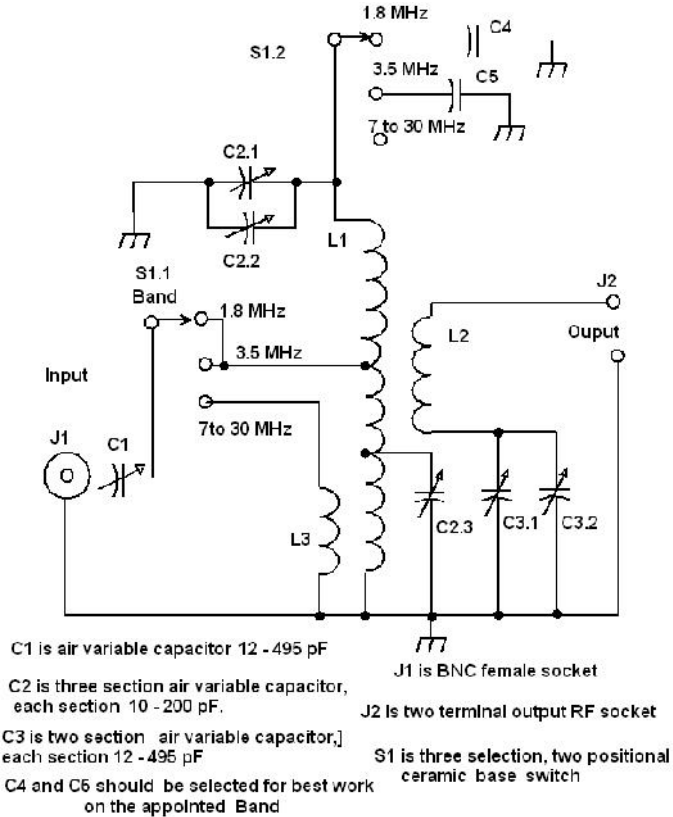 1.8 MHz
C4
S1.2
3.5 MHz
C5
7 to 30 MHz
C2.1
L1
C2.2
S1.1
Band
J2
1.8 MHz
L2
Ouput
3.5 MHz
Input
7to 30 MHz
J1
C1
L3
C2.3
C3.1
C3.2
C1 is air variable capacitor 12 - 495 pF
J1 is BNC female socket
C2 is three section air variable capacitor,
each section 10 - 200 pF.
J2 is two terminal output RF socket
C3 is two section air variable capacitor,]
each section 12 - 495 pF
S1 is three selection, two positional
ceramic base switch
C4 and C5 should be selected for best work
on the appointed Band